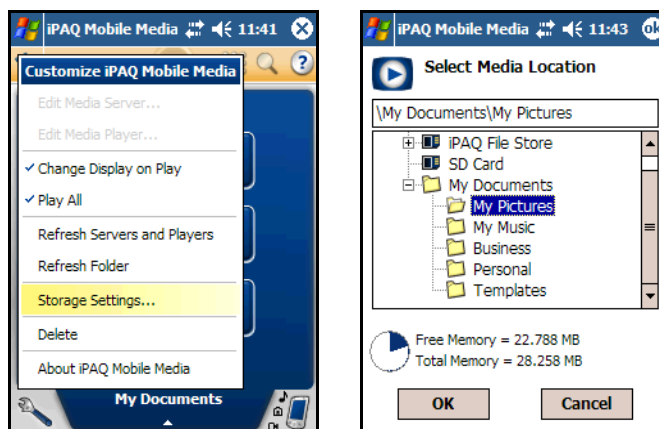 iPAQ Mobile Media 11:41
Customize iPAQ Mobile Media
Edit Media Server...
Edit Media Player...
Change Display on Play
Play All
Refresh Servers and Players
Refresh Folder
Storage Settings...
Delete
About iPAQ Mobile Media
My Documents
iPAQ Mobile Media 11:43 ok
Select Media Location
\My Documents\My Pictures
iPAQ File Store
SD Card
My Documents
My Pictures
My Music
Business
Personal
Templates
Free Memory = 22.788 MB
Total Memory = 28.258 MB
OK Cancel